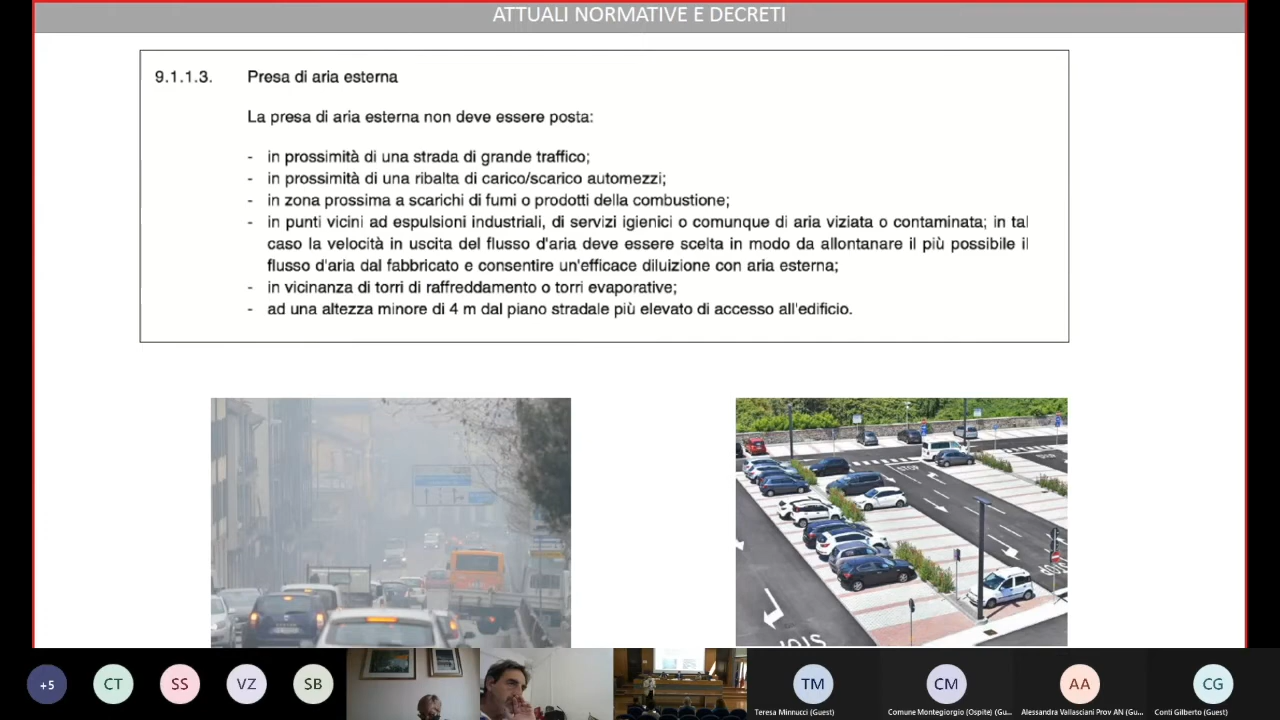 ATTUALI NORMATIVE E DECRETI
9.1.1.3. Presa di aria esterna
La presa di aria esterna non deve essere posta:
- in prossimità di una strada di grande traffico;
- in prossimità di una ribalta di carico/scarico automezzi;
- in zona prossima a scarichi di fumi o prodotti della combustione;
- in punti vicini ad espulsioni industriali, di servizi igienici o comunque di aria viziata o contaminata; in tal
caso la velocità in uscita del flusso d'aria deve essere scelta in modo da allontanare il più possibile il
flusso d'aria dal fabbricato e consentire un'efficace diluizione con aria esterna;
- in vicinanza di torri di raffreddamento o torri evaporative;
- ad una altezza minore di 4 m dal piano stradale più elevato di accesso all'edificio.
STOP
+5
CT
SS
VZ
SB
TM
CM
AA
CG
Teresa Minnucci (Guest)
Comune Montegiorgio (Ospite) (Gu...
Alessandra Vallasciani Prov AN (Gu...
Conti Gilberto (Guest)